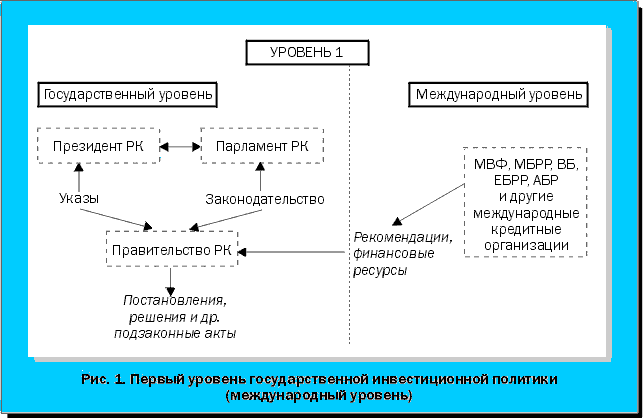 УРОВЕНЬ 1
Государственный уровень
Международный уровень
Президент РК
Парламент РК
МВФ, МБРР, ВБ,
ЕБРР, АБР
и другие
международные
кредитные
организации
Указы
Законодательство
Правительство РК
Рекомендации,
финансовые
ресурсы
Постановления,
решения и др.
подзаконные акты
Рис. 1. Первый уровень государственной инвестиционной политики
(международный уровень)